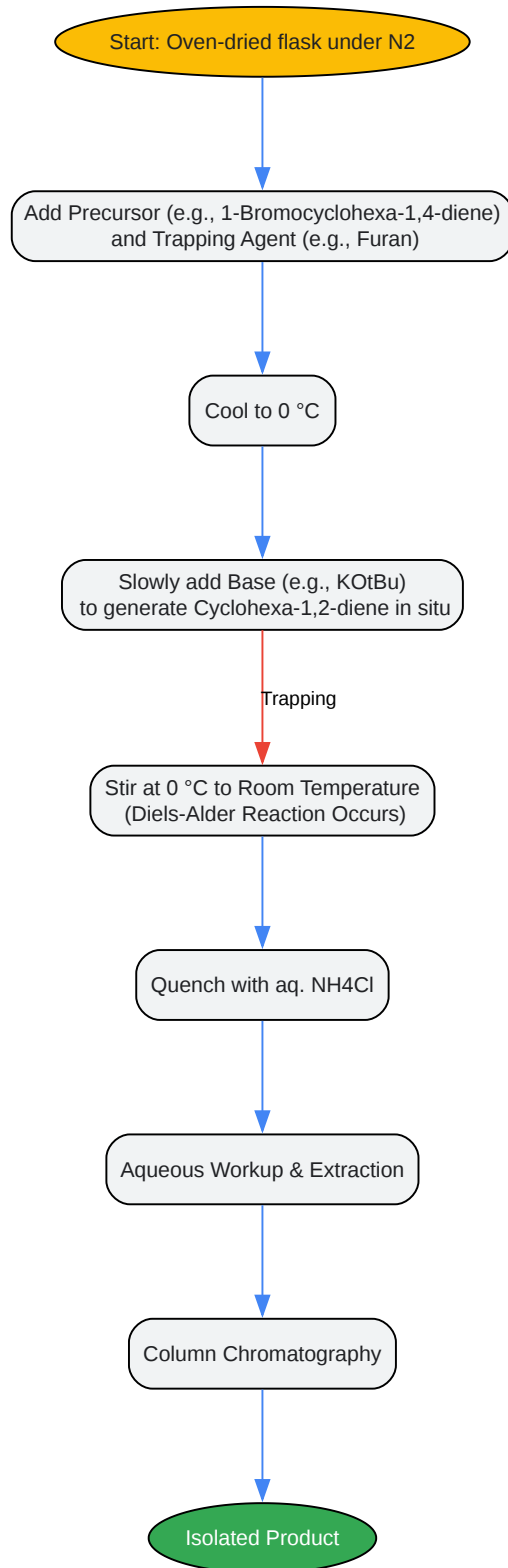 Start: Oven-dried flask under N2
Add Precursor (e.g., 1-Bromocyclohexa-1,4-diene)
and Trapping Agent (e.g., Furan)
Cool to 0 °C
Slowly add Base (e.g., KOtBu)
to generate Cyclohexa-1,2-diene in situ
Trapping
Stir at 0 °C to Room Temperature
(Diels-Alder Reaction Occurs)
Quench with aq. NH4Cl
Aqueous Workup & Extraction
Column Chromatography
Isolated Product